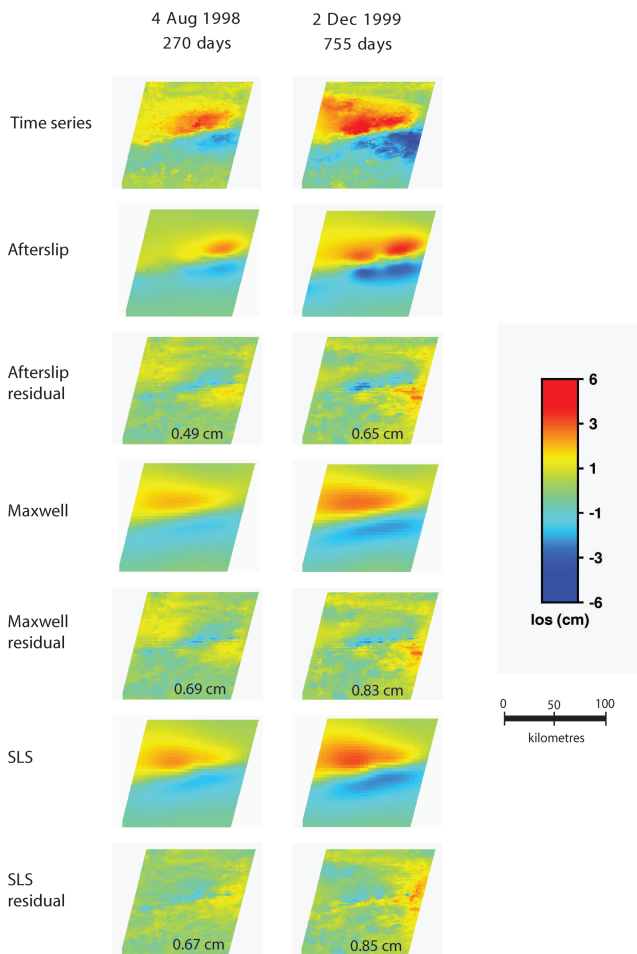 4 Aug 1998
270 days
2 Dec 1999
755 days
Time series
Afterslip
Afterslip
residual
0.49 cm
0.65 cm
Maxwell
Maxwell
residual
0.69 cm
0.83 cm
SLS
SLS
residual
0.67 cm
0.85 cm
6
3
1
-1
-3
-6
los (cm)
0 50 100
kilometres